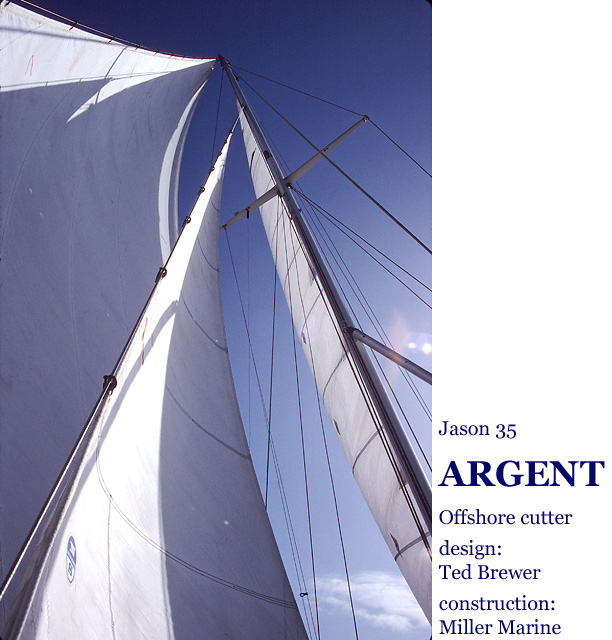 Jason 35
ARGENT
Offshore cutter
design:
Ted Brewer
construction:
Miller Marine